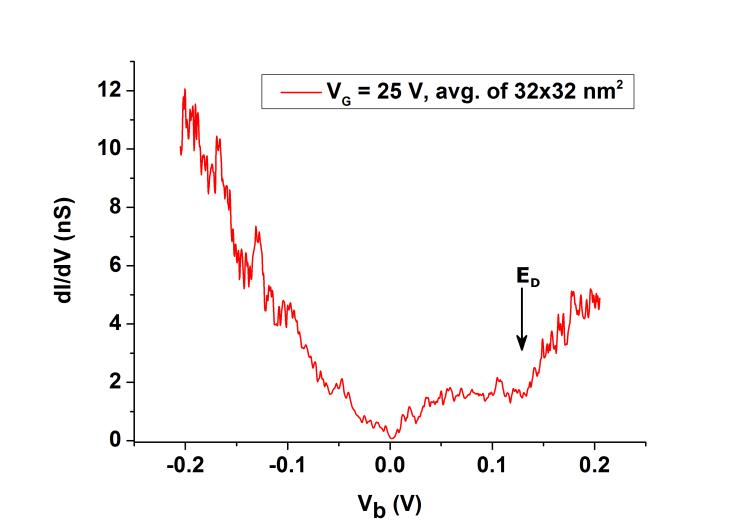 V_G = 25 V, avg. of 32x32 nm²
12
10
8
6
4
2
0
dI/dV (nS)
E_D
-0.2 -0.1 0.0 0.1 0.2
V_b (V)